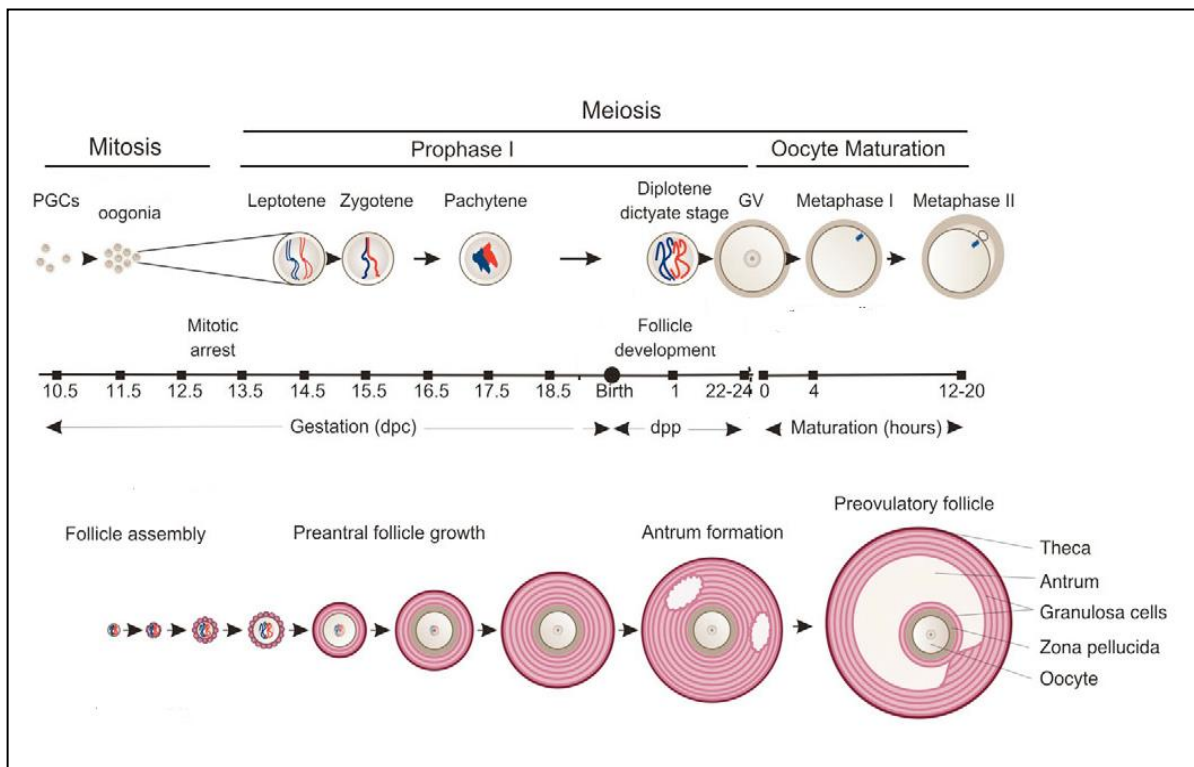 Meiosis
Mitosis
Prophase I
Oocyte Maturation
PGCs
oogonia
Leptotene
Zygotene
Pachytene
Diplotene
dictyate stage
GV
Metaphase I
Metaphase II
Mitotic
arrest
Follicle
development
10.5 11.5 12.5 13.5 14.5 15.5 16.5 17.5 18.5 Birth 1 22-24 0 4 12-20
Gestation (dpc) dpp Maturation (hours)
Preovulatory follicle
Follicle assembly
Preantral follicle growth
Antrum formation
Theca
Antrum
Granulosa cells
Zona pellucida
Oocyte